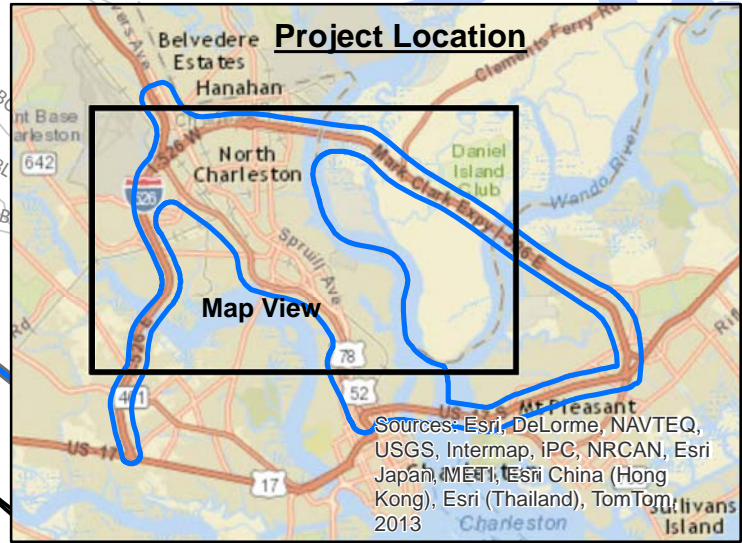 Project Location
Belvedere
Estates
Hanahan
Clements Ferry Rd
642
I-526 W
North
Charleston
Daniel
Island
Club
Mark Clark Expy I-526 E
Wando River
526
Spruill Ave
Map View
I-526 E
78
52
461
US-17
17
US-17 S
Mt Pleasant
Sources: Esri, DeLorme, NAVTEQ,
USGS, Intermap, iPC, NRCAN, Esri
Japan, METI, Esri China (Hong
Kong), Esri (Thailand), TomTom,
2013
Charleston
Sullivans
Island